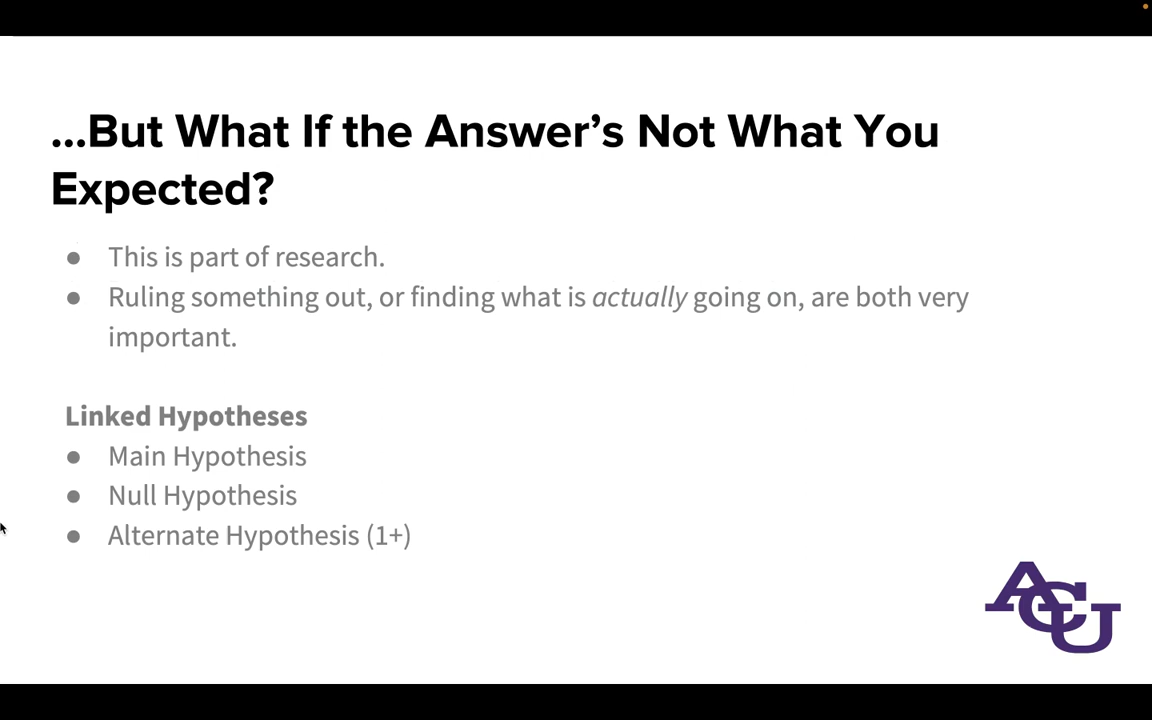 ...But What If the Answer's Not What You
Expected?
● This is part of research.
● Ruling something out, or finding what is actually going on, are both very
important.
Linked Hypotheses
● Main Hypothesis
● Null Hypothesis
● Alternate Hypothesis (1+)
ACU